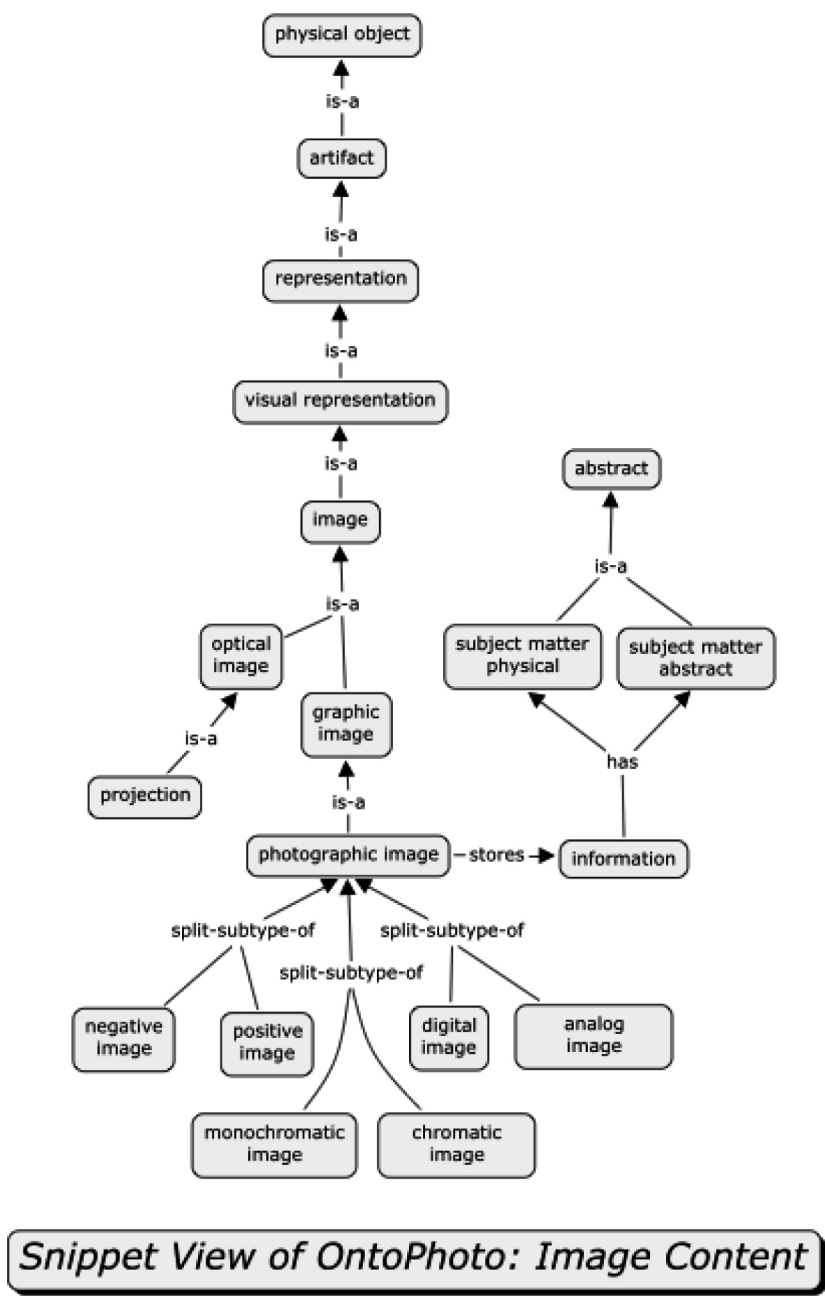 physical object
is-a
artifact
is-a
representation
is-a
visual representation
is-a
image
is-a
optical
image
is-a
projection
graphic
image
is-a
photographic image
stores
information
has
subject matter
physical
subject matter
abstract
is-a
abstract
split-subtype-of
split-subtype-of
split-subtype-of
negative
image
positive
image
digital
image
analog
image
monochromatic
image
chromatic
image
Snippet View of OntoPhoto: Image Content